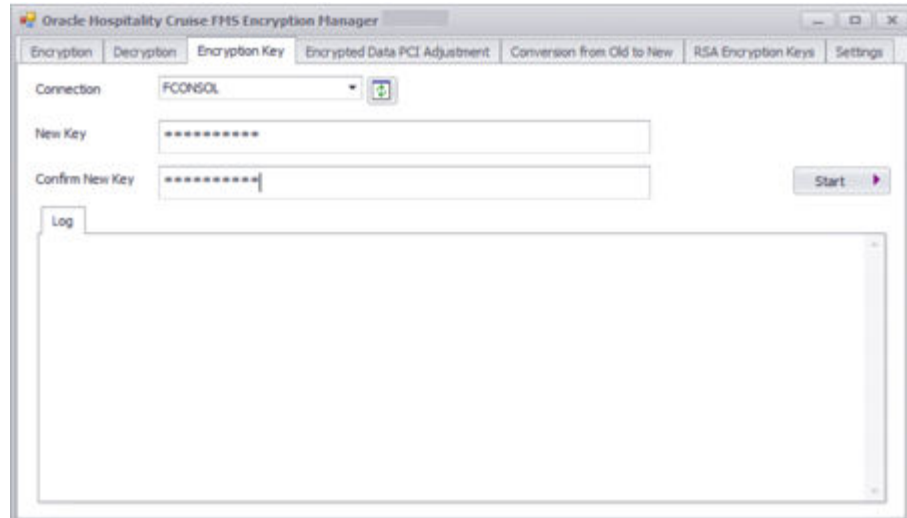 Oracle Hospitality Cruise FMS Encryption Manager
Encryption Decryption Encryption Key Encrypted Data PCI Adjustment Conversion from Old to New RSA Encryption Keys Settings
Connection FCONSOL
New Key **********
Confirm New Key **********
Start
Log